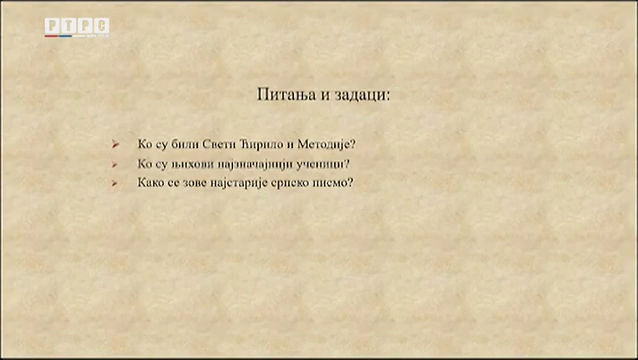 РТРС
Питања и задаци:
Ко су били Свети Ћирило и Методије?
Ко су њихови најзначајнији ученици?
Како се зове најстарије српско писмо?